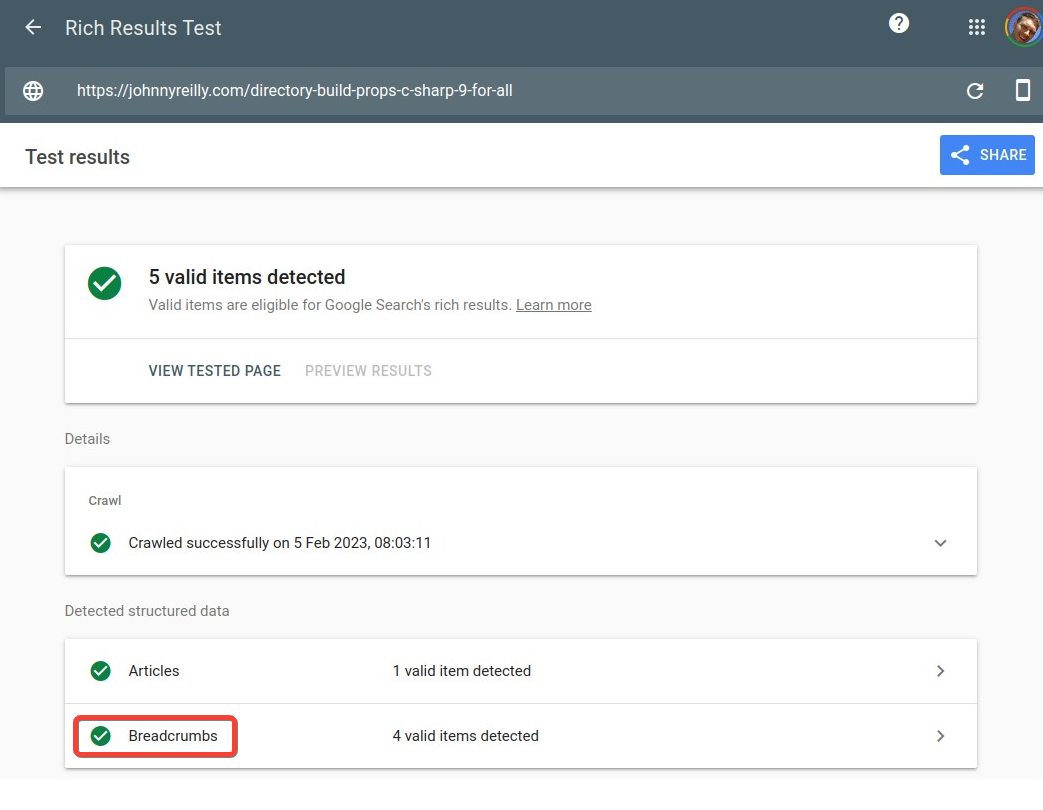 Rich Results Test
https://johnnyreilly.com/directory-build-props-c-sharp-9-for-all
Test results
SHARE
5 valid items detected
Valid items are eligible for Google Search's rich results. Learn more
VIEW TESTED PAGE PREVIEW RESULTS
Details
Crawl
Crawled successfully on 5 Feb 2023, 08:03:11
Detected structured data
Articles 1 valid item detected
Breadcrumbs 4 valid items detected